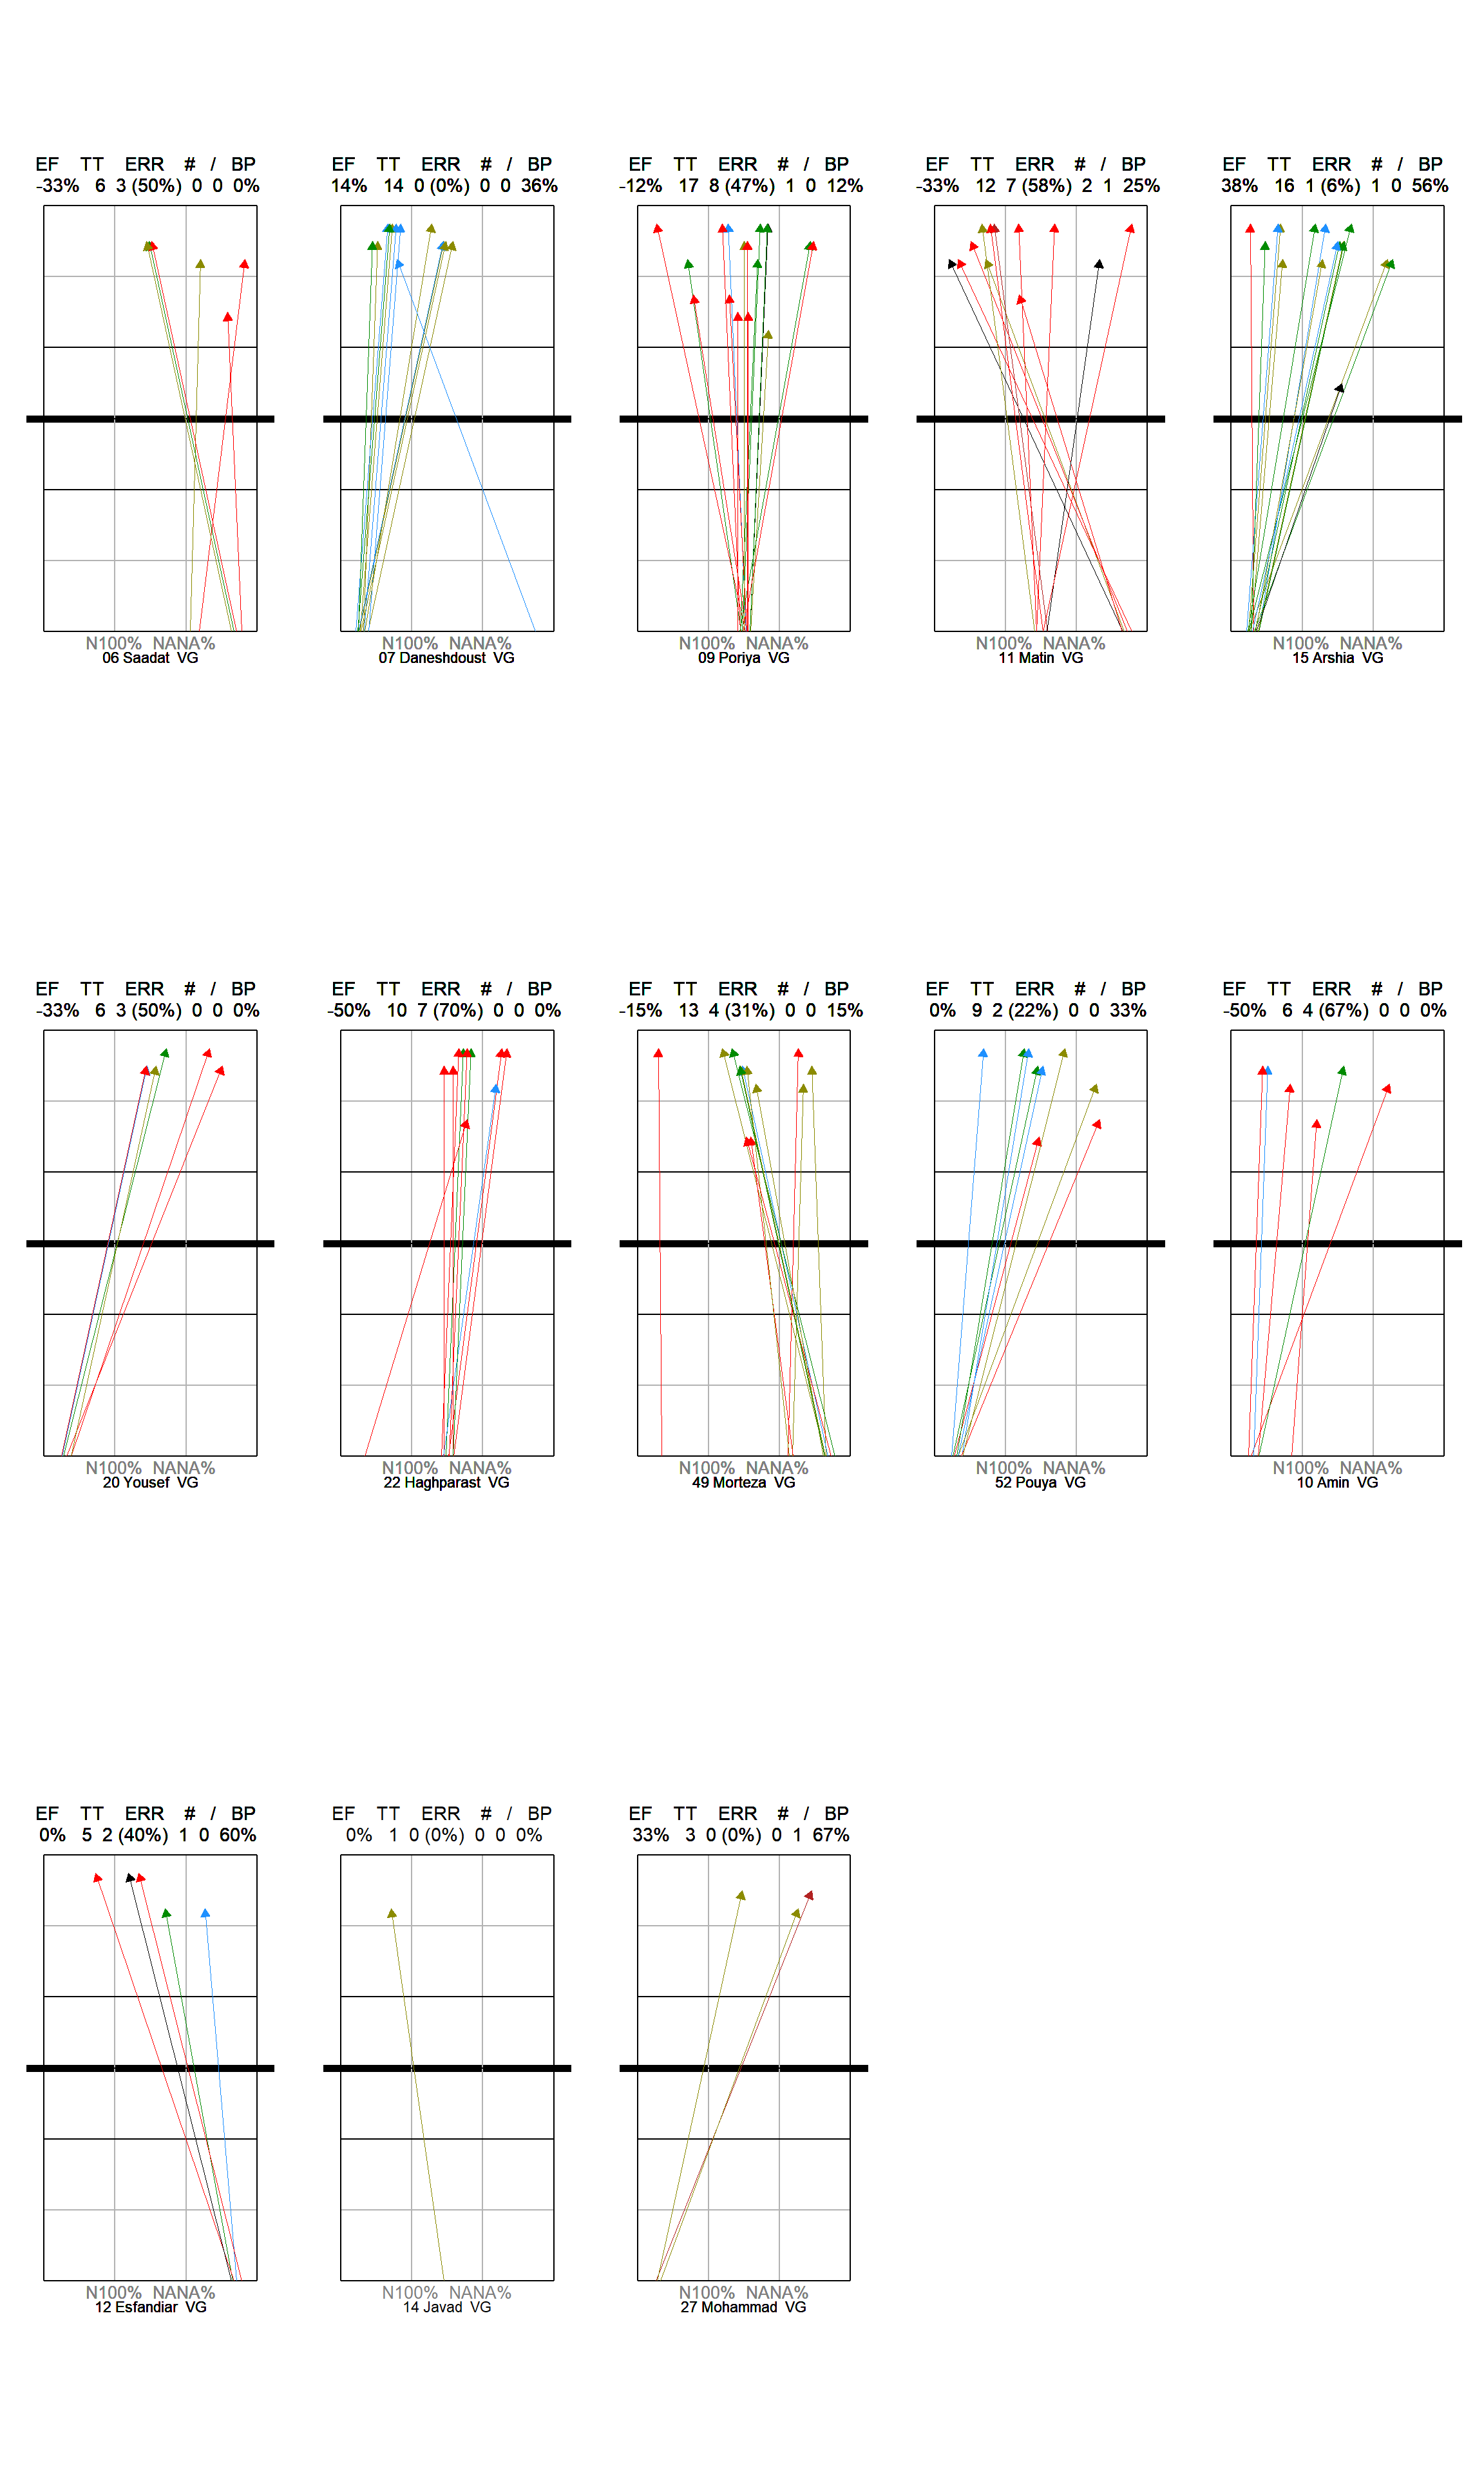 EF TT ERR # / BP
-33% 6 3 (50%) 0 0 0%
N100% NANA%
06 Saadat VG
EF TT ERR # / BP
14% 14 0 (0%) 0 0 36%
N100% NANA%
07 Daneshdoust VG
EF TT ERR # / BP
-12% 17 8 (47%) 1 0 12%
N100% NANA%
09 Poriya VG
EF TT ERR # / BP
-33% 12 7 (58%) 2 1 25%
N100% NANA%
11 Matin VG
EF TT ERR # / BP
38% 16 1 (6%) 1 0 56%
N100% NANA%
15 Arshia VG
EF TT ERR # / BP
-33% 6 3 (50%) 0 0 0%
N100% NANA%
20 Yousef VG
EF TT ERR # / BP
-50% 10 7 (70%) 0 0 0%
N100% NANA%
22 Haghparast VG
EF TT ERR # / BP
-15% 13 4 (31%) 0 0 15%
N100% NANA%
49 Morteza VG
EF TT ERR # / BP
0% 9 2 (22%) 0 0 33%
N100% NANA%
52 Pouya VG
EF TT ERR # / BP
-50% 6 4 (67%) 0 0 0%
N100% NANA%
10 Amin VG
EF TT ERR # / BP
0% 5 2 (40%) 1 0 60%
N100% NANA%
12 Esfandiar VG
EF TT ERR # / BP
0% 1 0 (0%) 0 0 0%
N100% NANA%
14 Javad VG
EF TT ERR # / BP
33% 3 0 (0%) 0 1 67%
N100% NANA%
27 Mohammad VG